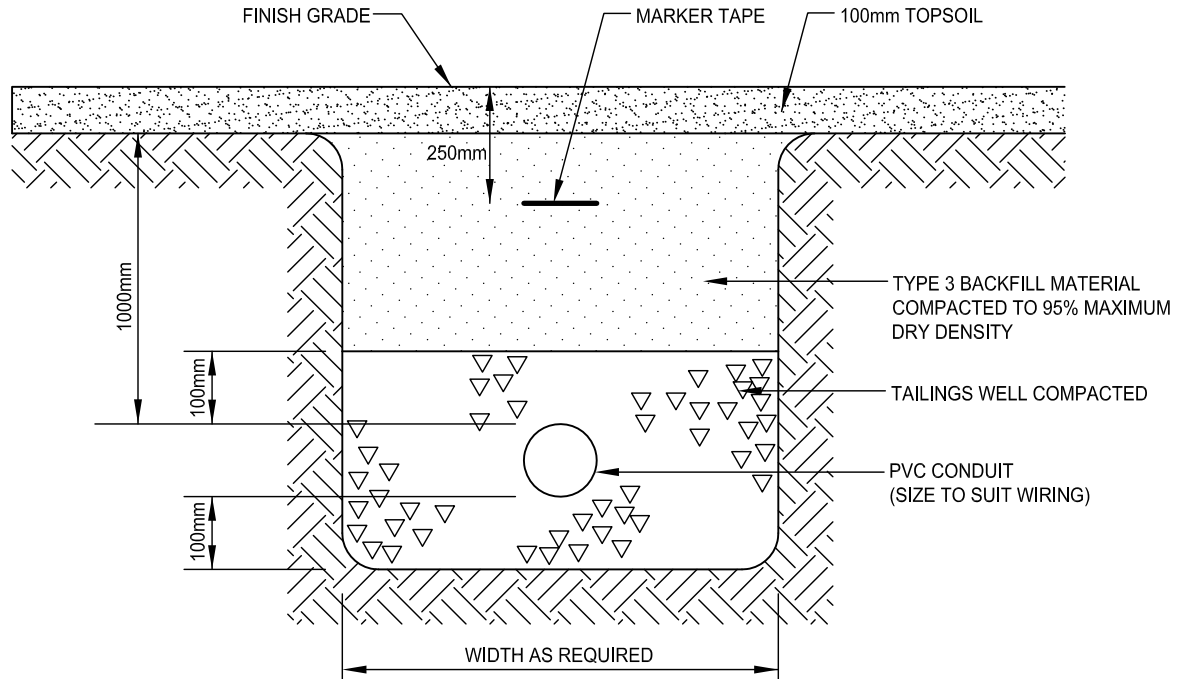 FINISH GRADE
MARKER TAPE
100mm TOPSOIL
250mm
1000mm
TYPE 3 BACKFILL MATERIAL
COMPACTED TO 95% MAXIMUM
DRY DENSITY
100mm
TAILINGS WELL COMPACTED
PVC CONDUIT
(SIZE TO SUIT WIRING)
100mm
WIDTH AS REQUIRED